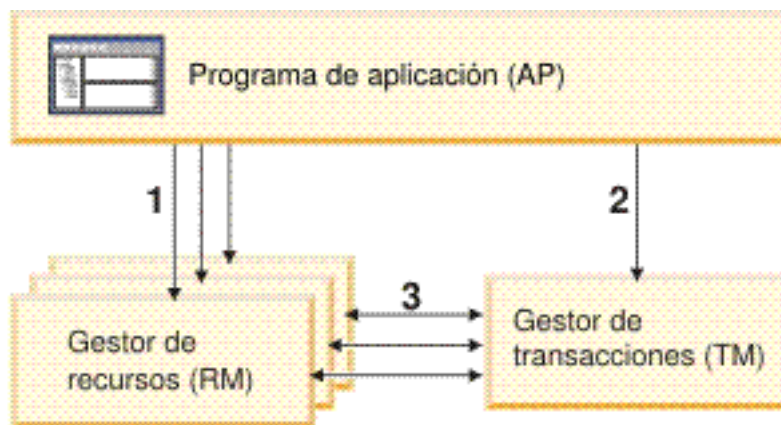 Programa de aplicación (AP)
1
2
3
Gestor de
recursos (RM)
Gestor de
transacciones (TM)